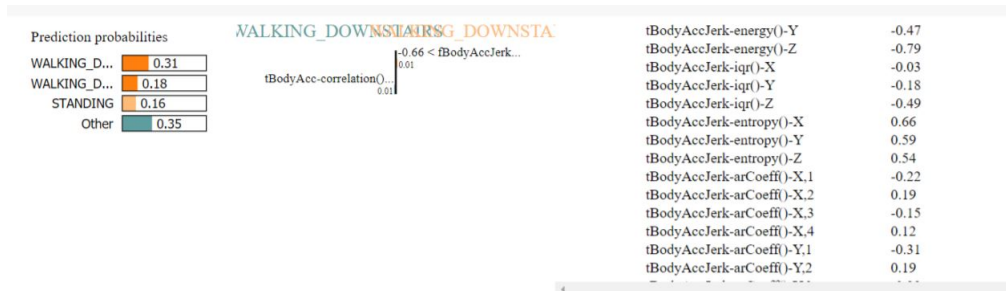 Prediction probabilities
WALKING_D... 0.31
WALKING_D... 0.18
STANDING 0.16
Other 0.35
WALKING_DOWNSTAIRS
WALKING_DOWNSTA
-0.66 < fBodyAccJerk...
0.01
tBodyAcc-correlation()...
0.01
tBodyAccJerk-energy()-Y -0.47
tBodyAccJerk-energy()-Z -0.79
tBodyAccJerk-iqr()-X -0.03
tBodyAccJerk-iqr()-Y -0.18
tBodyAccJerk-iqr()-Z -0.49
tBodyAccJerk-entropy()-X 0.66
tBodyAccJerk-entropy()-Y 0.59
tBodyAccJerk-entropy()-Z 0.54
tBodyAccJerk-arCoeff()-X,1 -0.22
tBodyAccJerk-arCoeff()-X,2 0.19
tBodyAccJerk-arCoeff()-X,3 -0.15
tBodyAccJerk-arCoeff()-X,4 0.12
tBodyAccJerk-arCoeff()-Y,1 -0.31
tBodyAccJerk-arCoeff()-Y,2 0.19